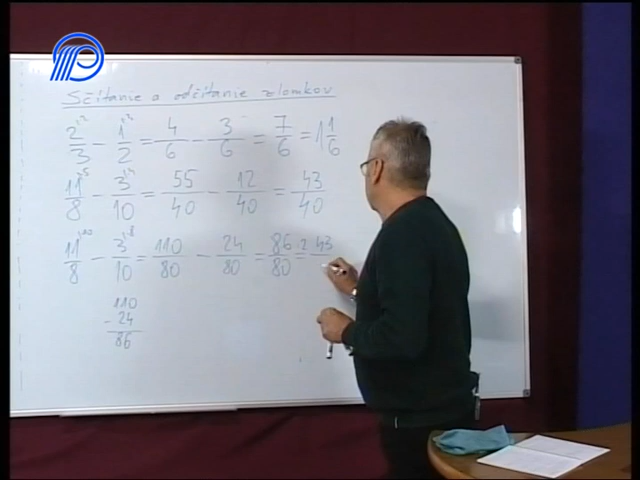 Sčítanie a odčítanie zlomkov
2/3 - 1/2 = 4/6 - 3/6 = 7/6 = 1 1/6
11/8 - 3/10 = 55/40 - 12/40 = 43/40
11/8 - 3/10 = 110/80 - 24/80 = 86/80 = 2 43
110
- 24
86